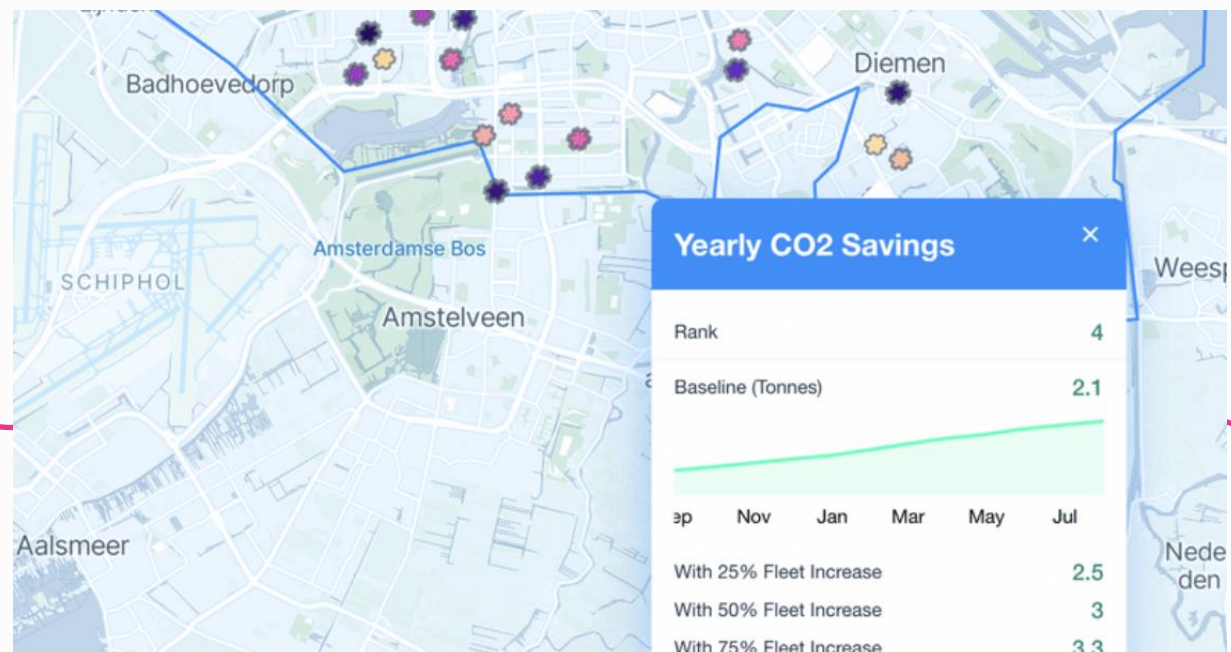 Badhoevedorp
Diemen
Amsterdamse Bos
SCHIPHOL
Amstelveen
Aalsmeer
Yearly CO2 Savings
×
Rank 4
Baseline (Tonnes) 2.1
ep Nov Jan Mar May Jul
With 25% Fleet Increase 2.5
With 50% Fleet Increase 3
With 75% Fleet Increase 3.3
Weesp
Nede
den